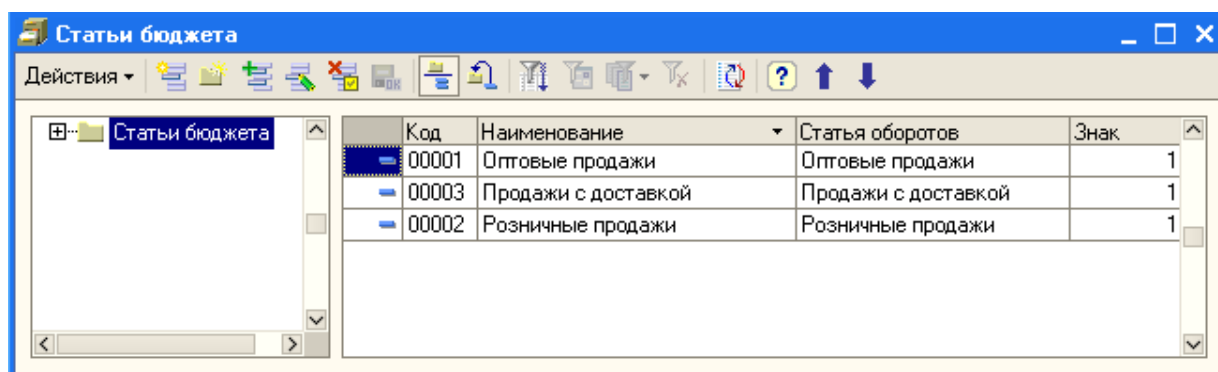 Статьи бюджета
Действия
Статьи бюджета
Код Наименование Статья оборотов Знак
00001 Оптовые продажи Оптовые продажи 1
00003 Продажи с доставкой Продажи с доставкой 1
00002 Розничные продажи Розничные продажи 1